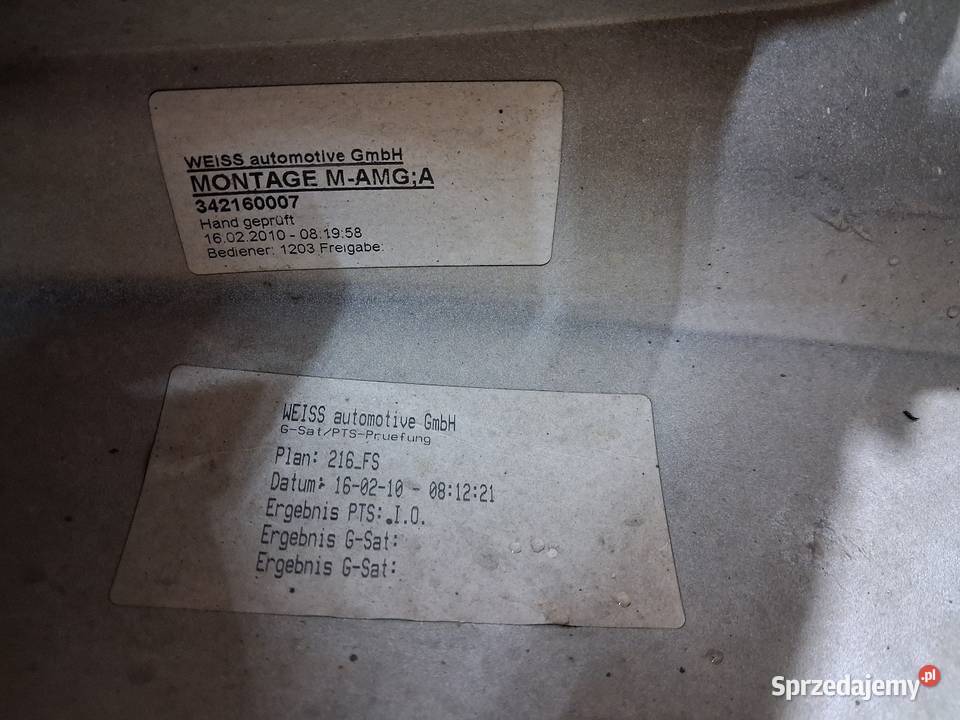 WEISS automotive GmbH
MONTAGE M-AMG;A
342160007
Hand geprüft
16.02.2010 - 08:19:58
Bediener: 1203 Freigabe:
WEISS automotive GmbH
G-Sat/PTS-Pruefung
Plan: 216_FS
Datum: 16-02-10 - 08:12:21
Ergebnis PTS: I.O.
Ergebnis G-Sat:
Ergebnis G-Sat:
Sprzedajemy.pl